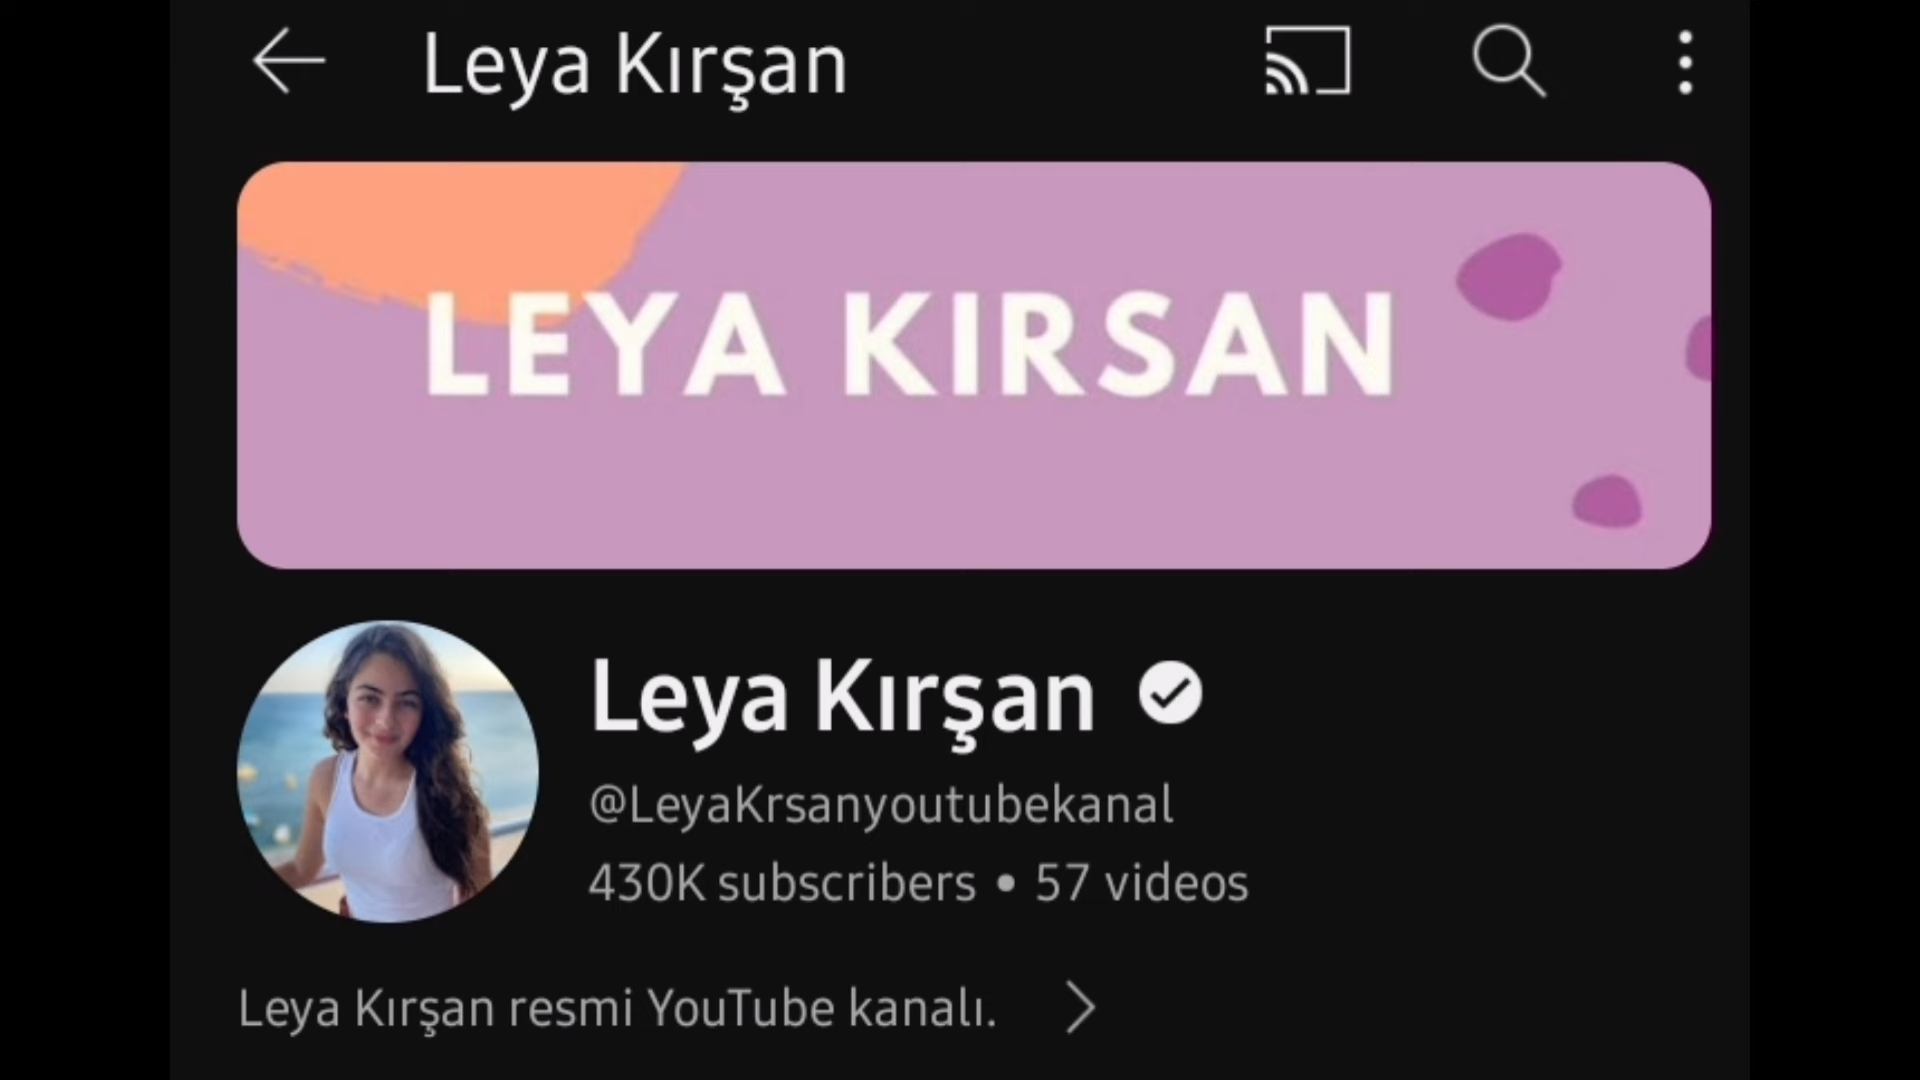 Leya Kırşan
LEYA KIRSAN
Leya Kırşan
@LeyaKrsanyoutubekanal
430K subscribers • 57 videos
Leya Kırşan resmi YouTube kanalı.